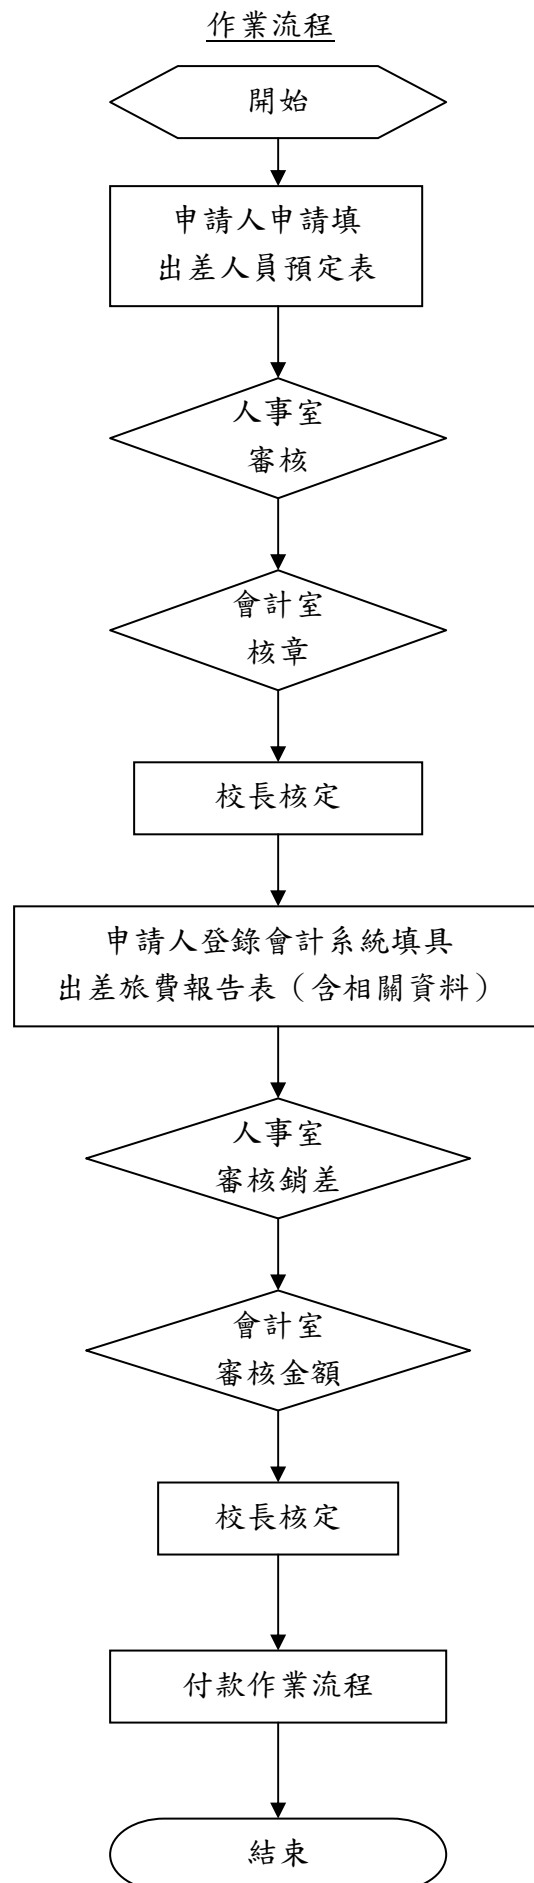 作業流程
開始
申請人申請填
出差人員預定表
人事室
審核
會計室
核章
校長核定
申請人登錄會計系統填具
出差旅費報告表（含相關資料）
人事室
審核銷差
會計室
審核金額
校長核定
付款作業流程
結束